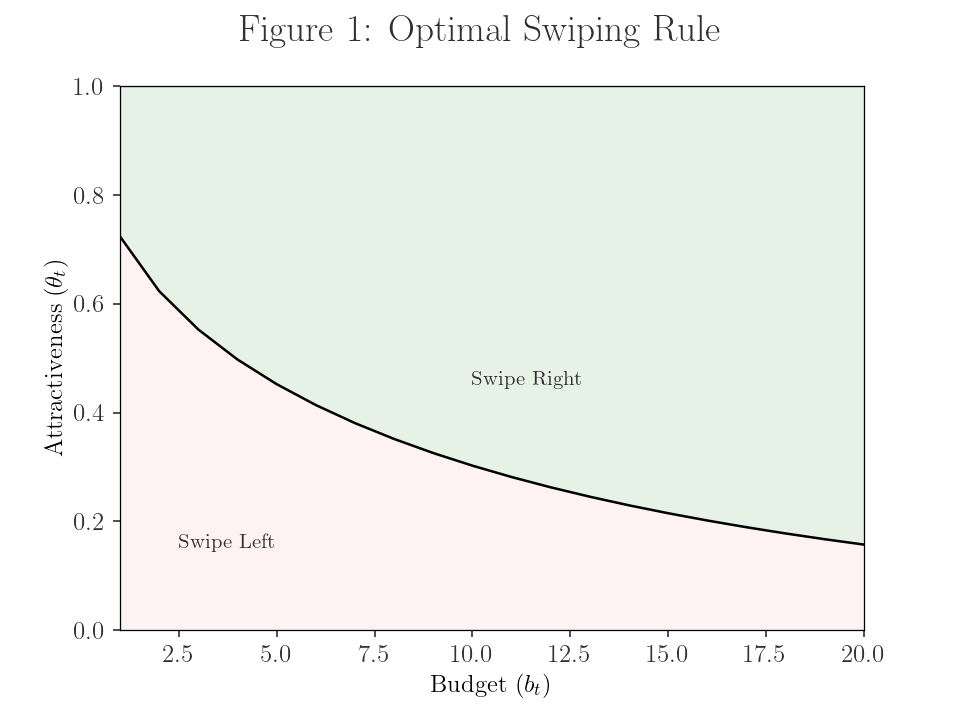 Figure 1: Optimal Swiping Rule
1.0
0.8
0.6
0.4
0.2
0.0
Attractiveness (θₜ)
Swipe Right
Swipe Left
2.5 5.0 7.5 10.0 12.5 15.0 17.5 20.0
Budget (bₜ)